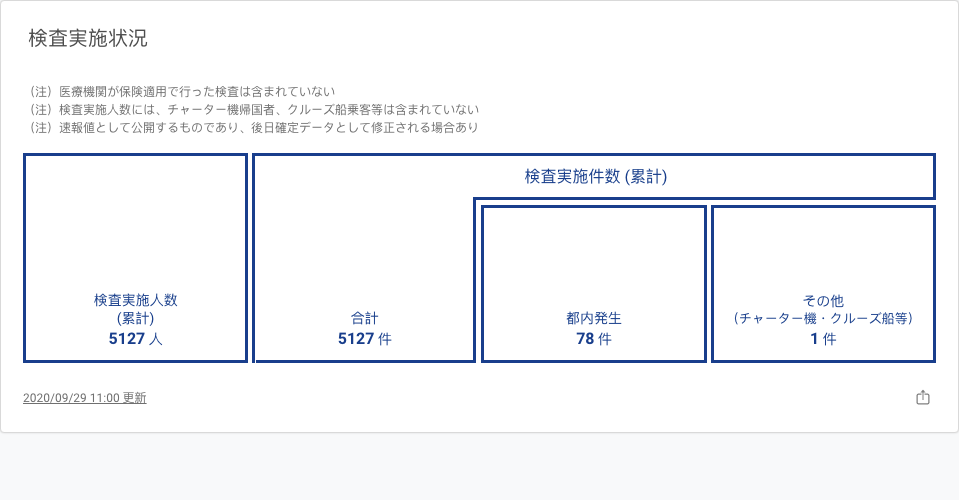 検査実施状況
（注）医療機関が保険適用で行った検査は含まれていない
（注）検査実施人数には、チャーター機帰国者、クルーズ船乗客等は含まれていない
（注）速報値として公開するものであり、後日確定データとして修正される場合あり
検査実施件数 (累計)
検査実施人数
(累計)
5127 人
合計
5127 件
都内発生
78 件
その他
（チャーター機・クルーズ船等）
1 件
2020/09/29 11:00 更新